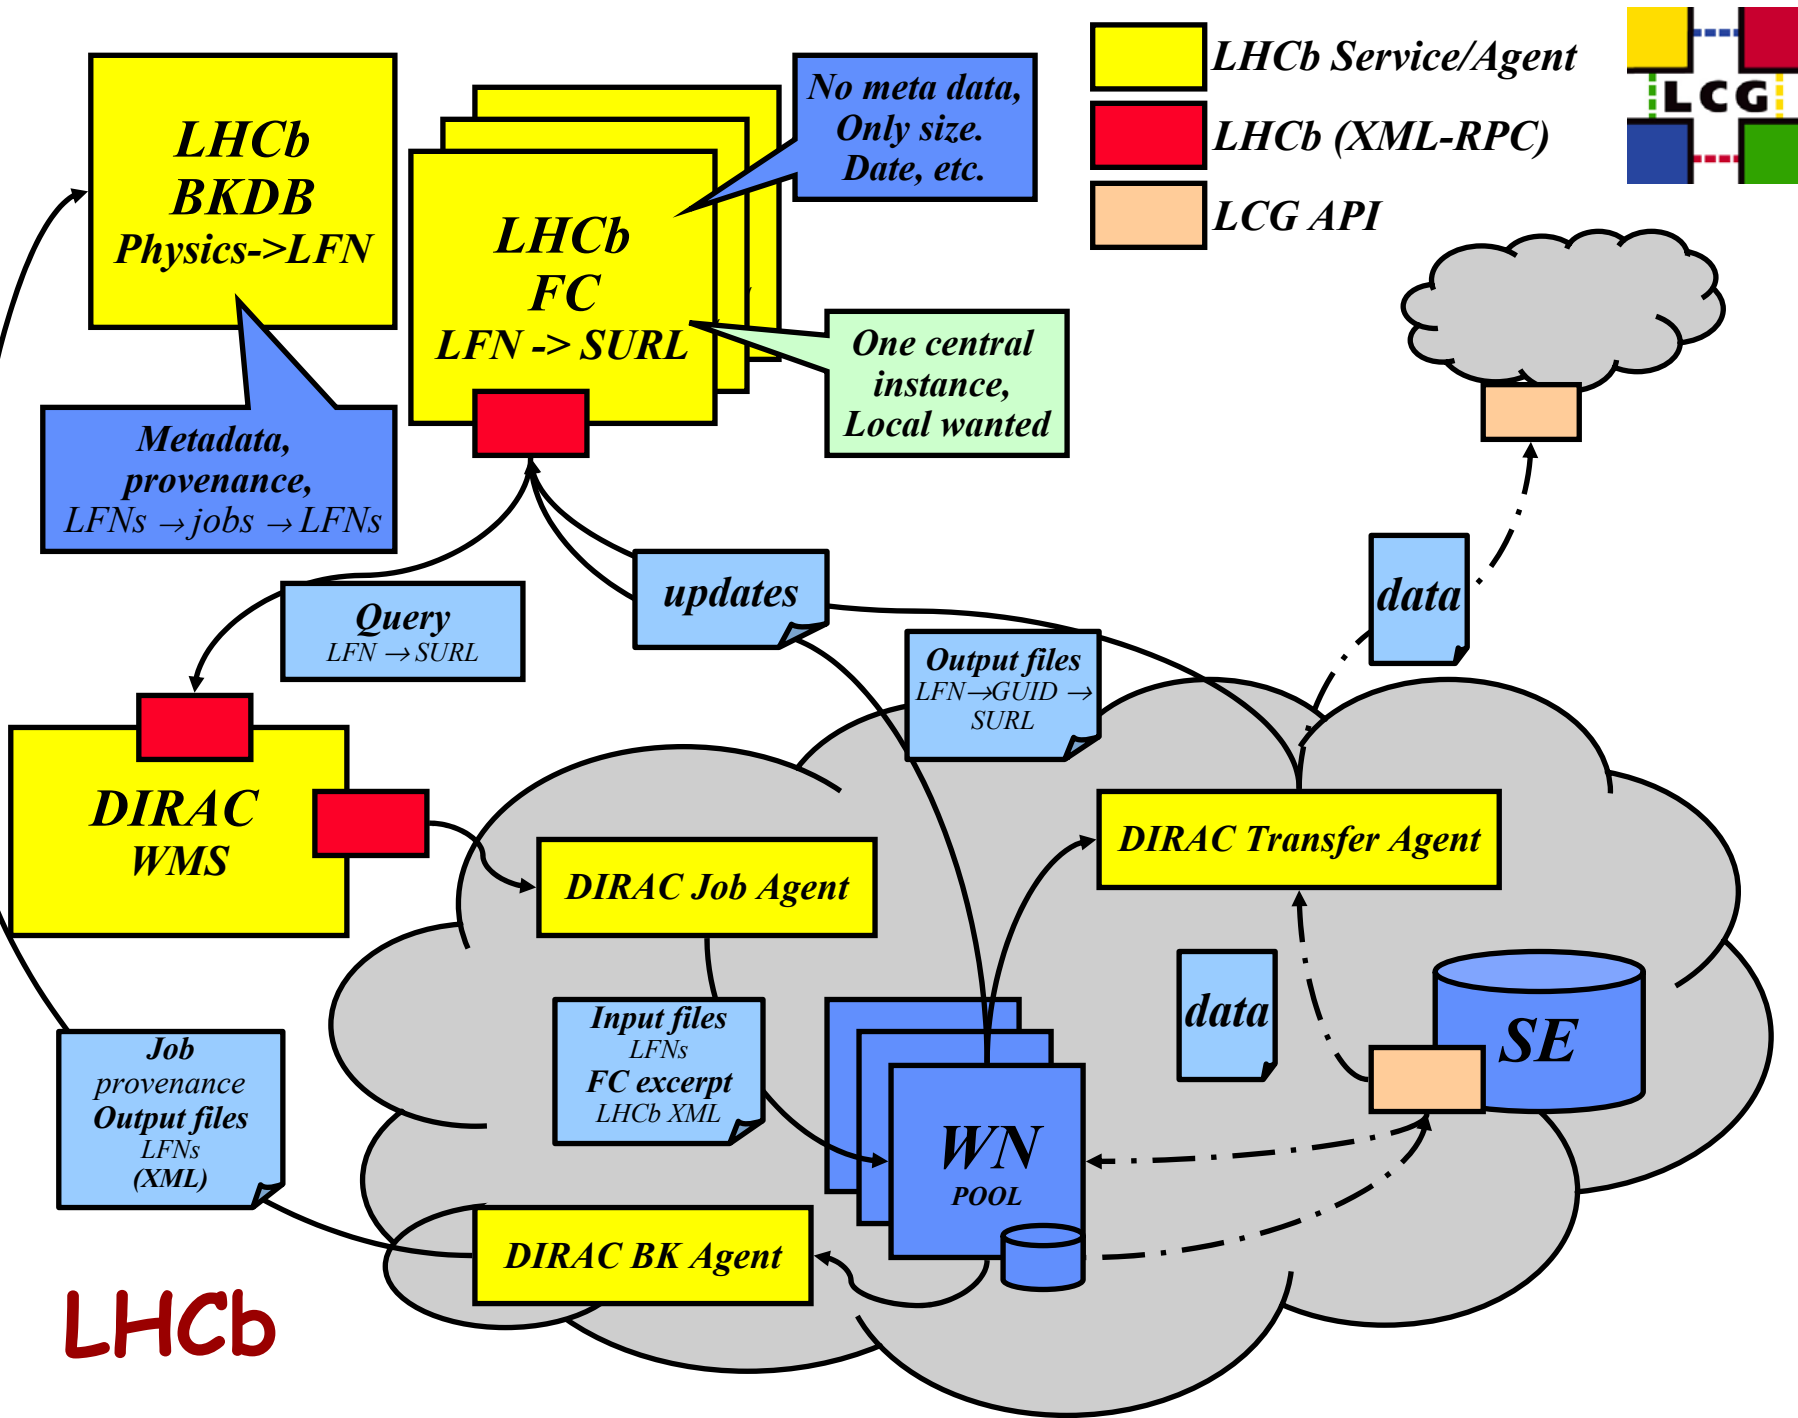 LHCb
BKDB
Physics->LFN
LHCb
FC
LFN -> SURL
No meta data,
Only size.
Date, etc.
One central
instance,
Local wanted
LHCb Service/Agent
LHCb (XML-RPC)
LCG API
LCG
Metadata,
provenance,
LFNs → jobs → LFNs
Query
LFN → SURL
updates
Output files
LFN→GUID →
SURL
data
DIRAC
WMS
DIRAC Job Agent
DIRAC Transfer Agent
Input files
LFNs
FC excerpt
LHCb XML
data
SE
WN
POOL
Job
provenance
Output files
LFNs
(XML)
DIRAC BK Agent
LHCb